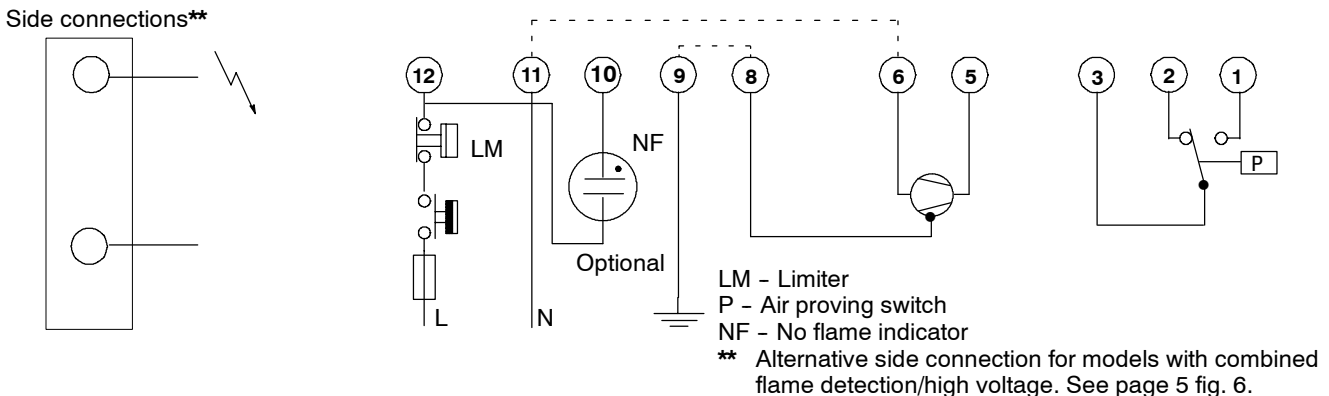 Side connections**
12 11 10 9 8 6 5 3 2 1
LM
NF
P
Optional
L N
LM – Limiter
P – Air proving switch
NF – No flame indicator
** Alternative side connection for models with combined
flame detection/high voltage. See page 5 fig. 6.